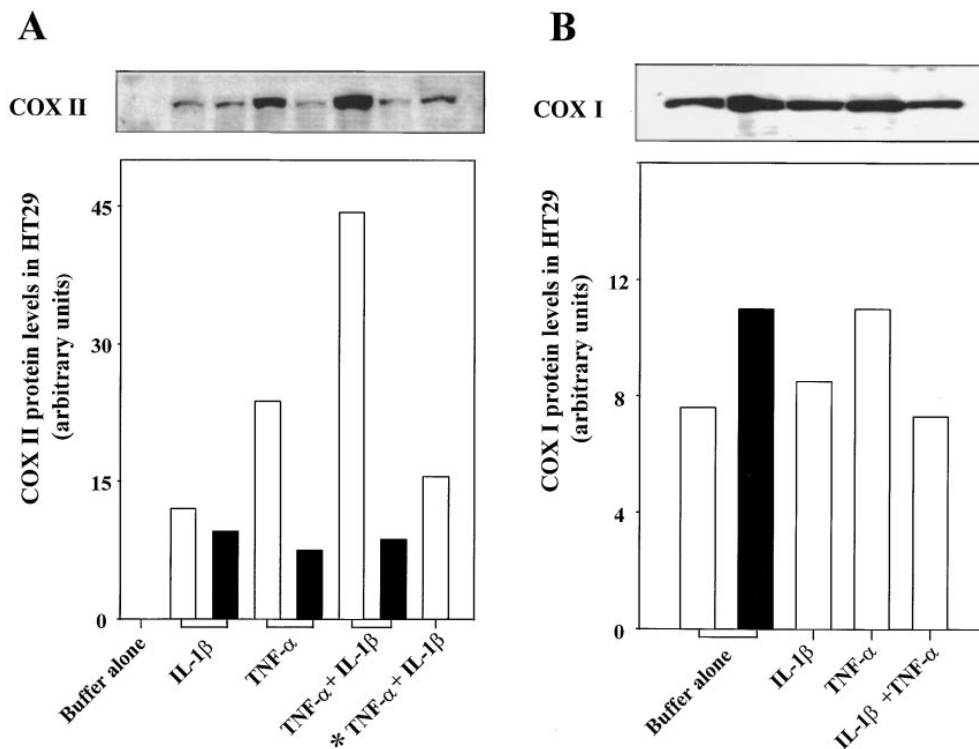 A
COX II
COX II protein levels in HT29
(arbitrary units)
45
30
15
0
Buffer alone
IL-1β
TNF-α
TNF-α + IL-1β
* TNF-α + IL-1β
B
COX I
COX I protein levels in HT29
(arbitrary units)
12
8
4
0
Buffer alone
IL-1β
TNF-α
IL-1β +TNF-α